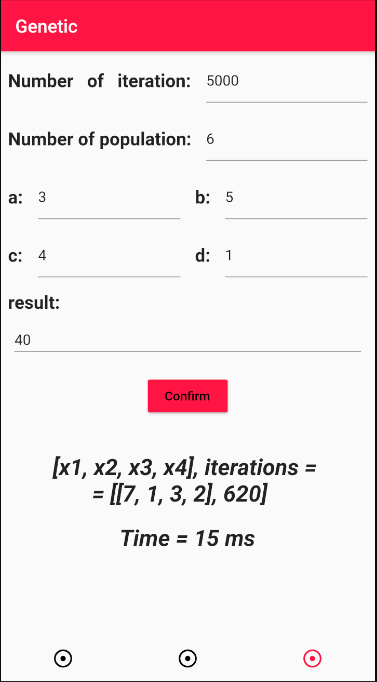 Genetic
Number of iteration: 5000
Number of population: 6
a: 3 b: 5
c: 4 d: 1
result:
40
Confirm
[x1, x2, x3, x4], iterations =
= [[7, 1, 3, 2], 620]
Time = 15 ms